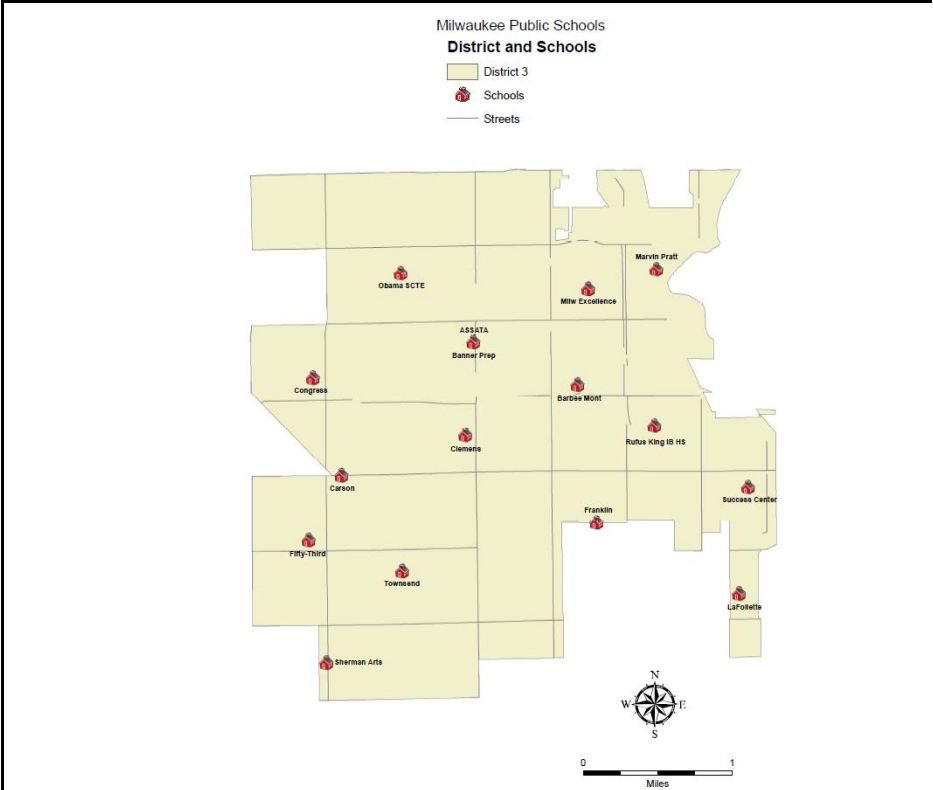 Milwaukee Public Schools
District and Schools
District 3
Schools
Streets
Marvin Pratt
Obama SCTE
Milw Excellence
ASSATA
Banner Prep
Congress
Barbee Mont
Clemens
Rufus King IB HS
Carson
Success Center
Franklin
Fifty-Third
Townsend
LaFollette
Sherman Arts
N
W E
S
0 1
Miles